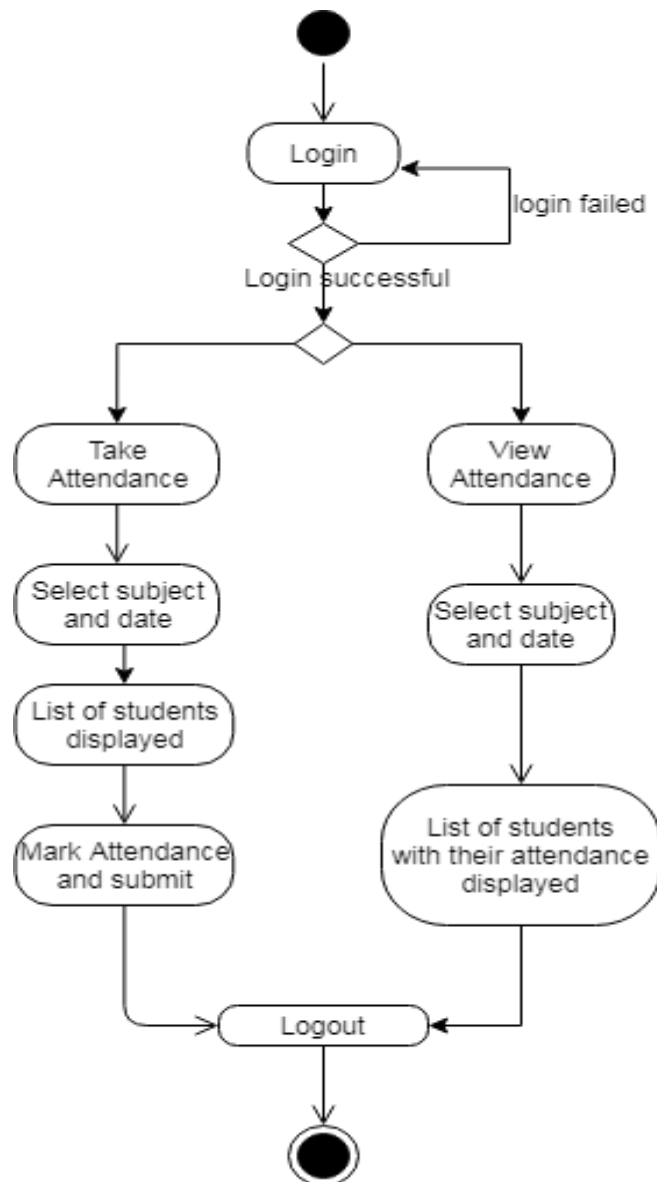 Login
login failed
Login successful
Take
Attendance
View
Attendance
Select subject
and date
Select subject
and date
List of students
displayed
Mark Attendance
and submit
List of students
with their attendance
displayed
Logout